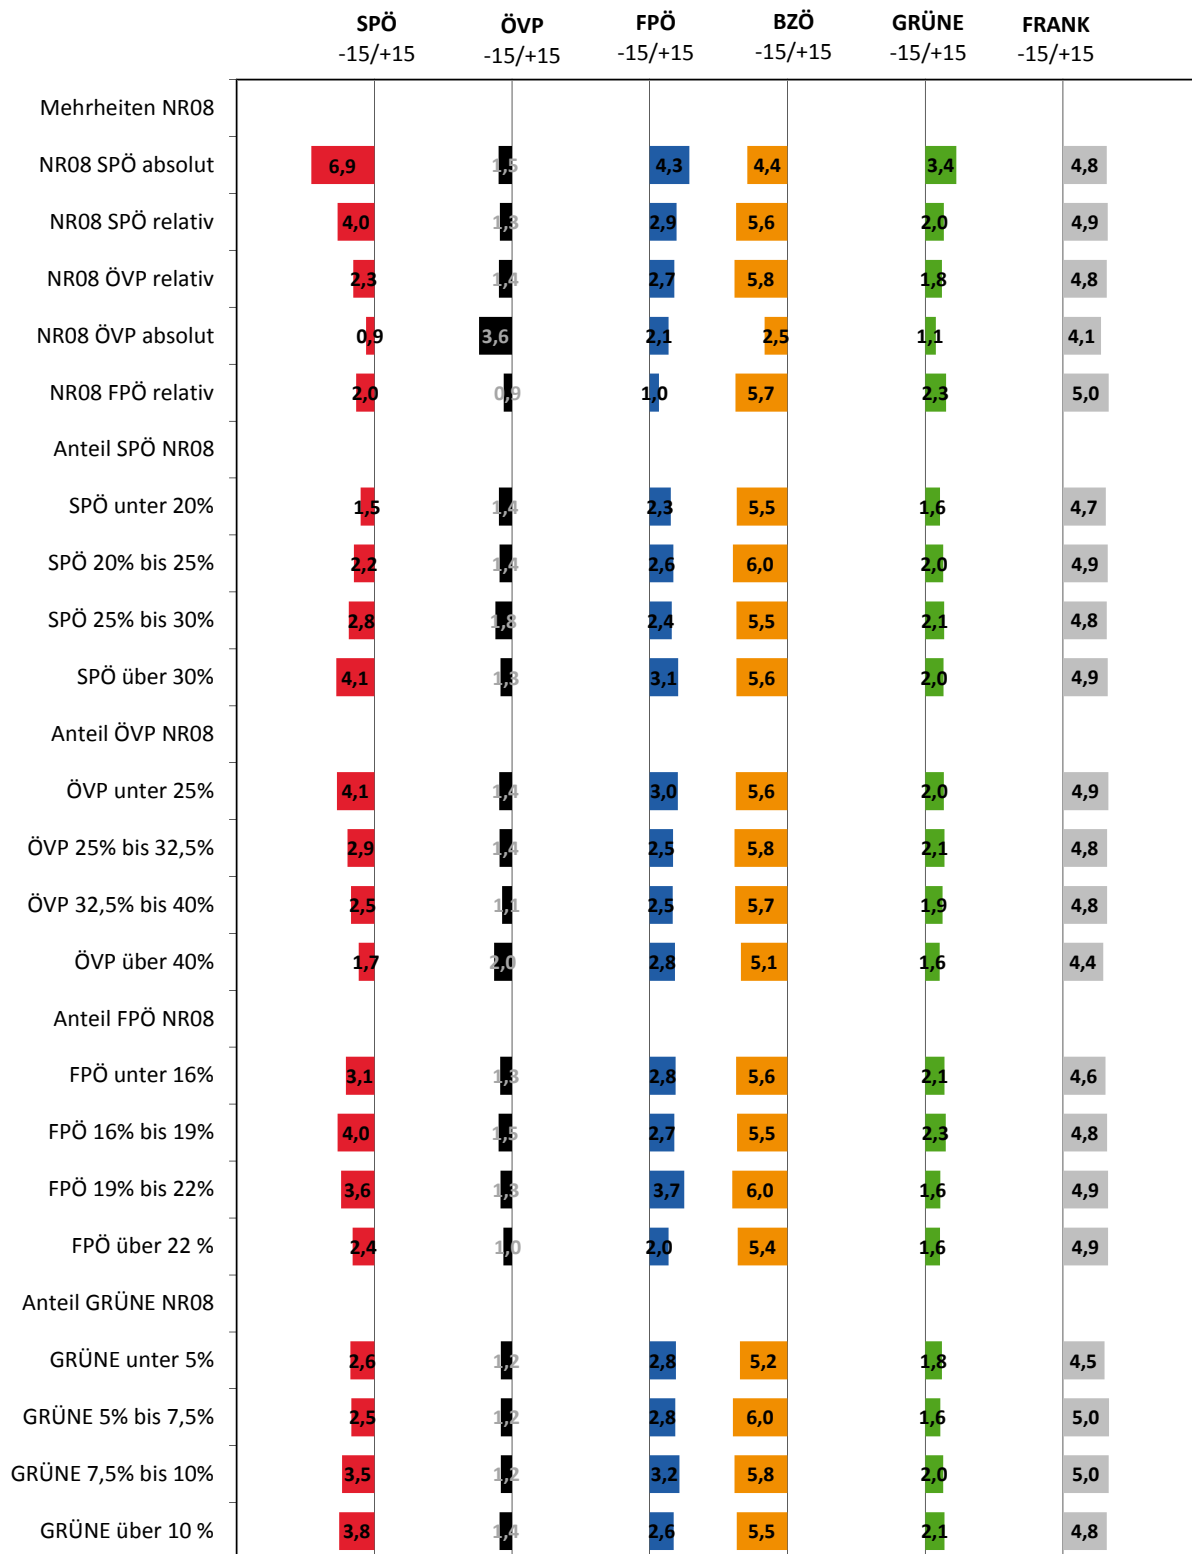 SPÖ ÖVP FPÖ BZÖ GRÜNE FRANK
-15/+15 -15/+15 -15/+15 -15/+15 -15/+15 -15/+15
Mehrheiten NR08
NR08 SPÖ absolut 6,9 1,5 4,3 4,4 3,4 4,8
NR08 SPÖ relativ 4,0 1,3 2,9 5,6 2,0 4,9
NR08 ÖVP relativ 2,3 1,4 2,7 5,8 1,8 4,8
NR08 ÖVP absolut 0,9 3,6 2,1 2,5 1,1 4,1
NR08 FPÖ relativ 2,0 0,9 1,0 5,7 2,3 5,0
Anteil SPÖ NR08
SPÖ unter 20% 1,5 1,4 2,3 5,5 1,6 4,7
SPÖ 20% bis 25% 2,2 1,4 2,6 6,0 2,0 4,9
SPÖ 25% bis 30% 2,8 1,8 2,4 5,5 2,1 4,8
SPÖ über 30% 4,1 1,3 3,1 5,6 2,0 4,9
Anteil ÖVP NR08
ÖVP unter 25% 4,1 1,4 3,0 5,6 2,0 4,9
ÖVP 25% bis 32,5% 2,9 1,4 2,5 5,8 2,1 4,8
ÖVP 32,5% bis 40% 2,5 1,1 2,5 5,7 1,9 4,8
ÖVP über 40% 1,7 2,0 2,8 5,1 1,6 4,4
Anteil FPÖ NR08
FPÖ unter 16% 3,1 1,3 2,8 5,6 2,1 4,6
FPÖ 16% bis 19% 4,0 1,5 2,7 5,5 2,3 4,8
FPÖ 19% bis 22% 3,6 1,3 3,7 6,0 1,6 4,9
FPÖ über 22 % 2,4 1,0 2,0 5,4 1,6 4,9
Anteil GRÜNE NR08
GRÜNE unter 5% 2,6 1,2 2,8 5,2 1,8 4,5
GRÜNE 5% bis 7,5% 2,5 1,2 2,8 6,0 1,6 5,0
GRÜNE 7,5% bis 10% 3,5 1,2 3,2 5,8 2,0 5,0
GRÜNE über 10 % 3,8 1,4 2,6 5,5 2,1 4,8